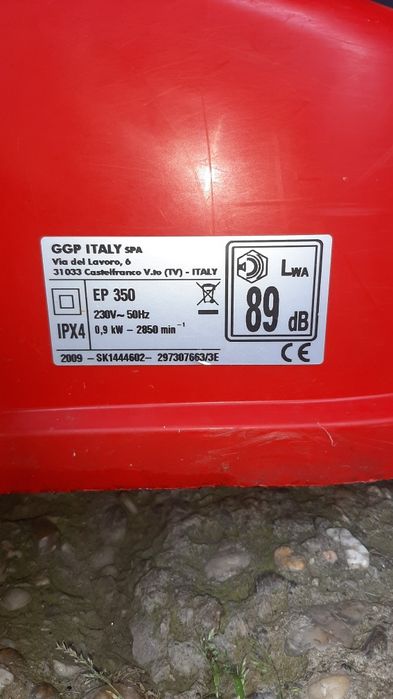 GGP ITALY SPA
Via del Lavoro, 6
31033 Castelfranco V.to (TV) - ITALY
EP 350
230V~ 50Hz
IPX4
0,9 kW - 2850 min⁻¹
2009 - SK1444602- 297307663/3E
LWA
89 dB
CE